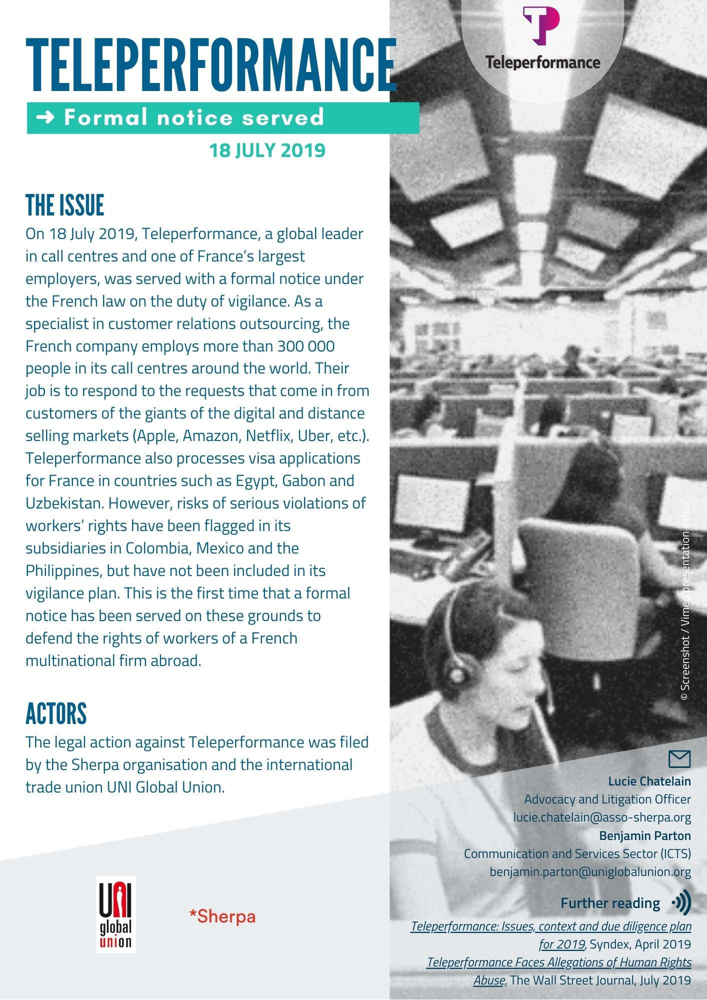 Teleperformance
TELEPERFORMANCE
➜ Formal notice served
18 JULY 2019
THE ISSUE
On 18 July 2019, Teleperformance, a global leader
in call centres and one of France’s largest
employers, was served with a formal notice under
the French law on the duty of vigilance. As a
specialist in customer relations outsourcing, the
French company employs more than 300 000
people in its call centres around the world. Their
job is to respond to the requests that come in from
customers of the giants of the digital and distance
selling markets (Apple, Amazon, Netflix, Uber, etc.).
Teleperformance also processes visa applications
for France in countries such as Egypt, Gabon and
Uzbekistan. However, risks of serious violations of
workers’ rights have been flagged in its
subsidiaries in Colombia, Mexico and the
Philippines, but have not been included in its
vigilance plan. This is the first time that a formal
notice has been served on these grounds to
defend the rights of workers of a French
multinational firm abroad.
ACTORS
The legal action against Teleperformance was filed
by the Sherpa organisation and the international
trade union UNI Global Union.
© Screenshot / Vimeo presentation video
Lucie Chatelain
Advocacy and Litigation Officer
lucie.chatelain@asso-sherpa.org
Benjamin Parton
Communication and Services Sector (ICTS)
benjamin.parton@uniglobalunion.org
Further reading
Teleperformance: Issues, context and due diligence plan
for 2019, Syndex, April 2019
Teleperformance Faces Allegations of Human Rights
Abuse, The Wall Street Journal, July 2019
UNI
global
union
*Sherpa